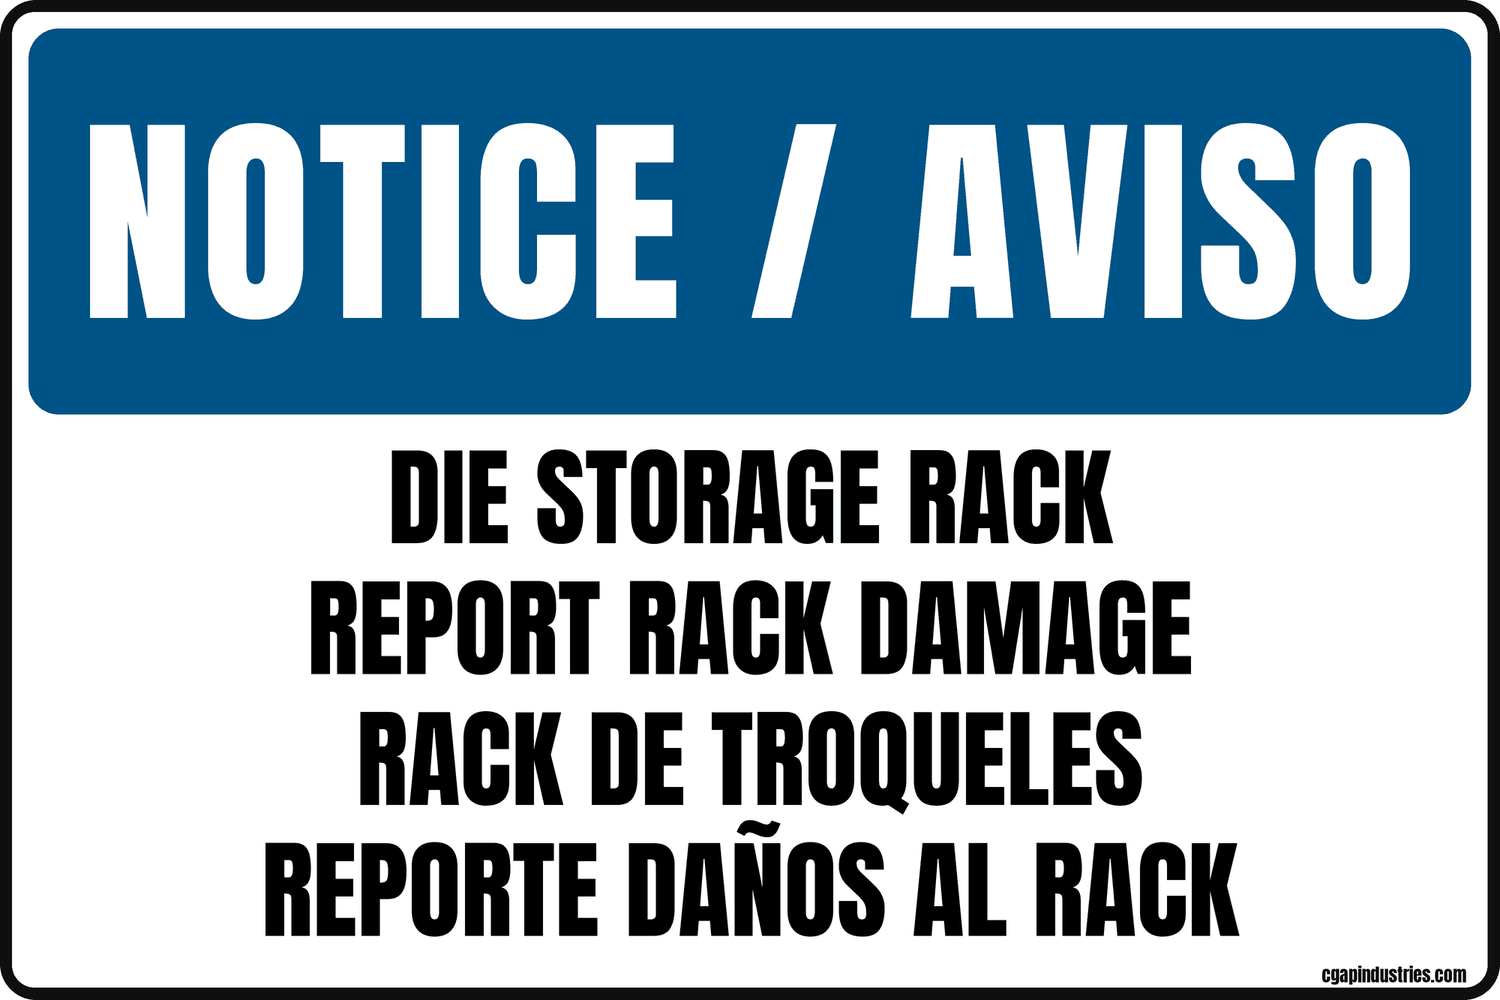 NOTICE / AVISO
DIE STORAGE RACK
REPORT RACK DAMAGE
RACK DE TROQUELES
REPORTE DAÑOS AL RACK
cgapindustries.com